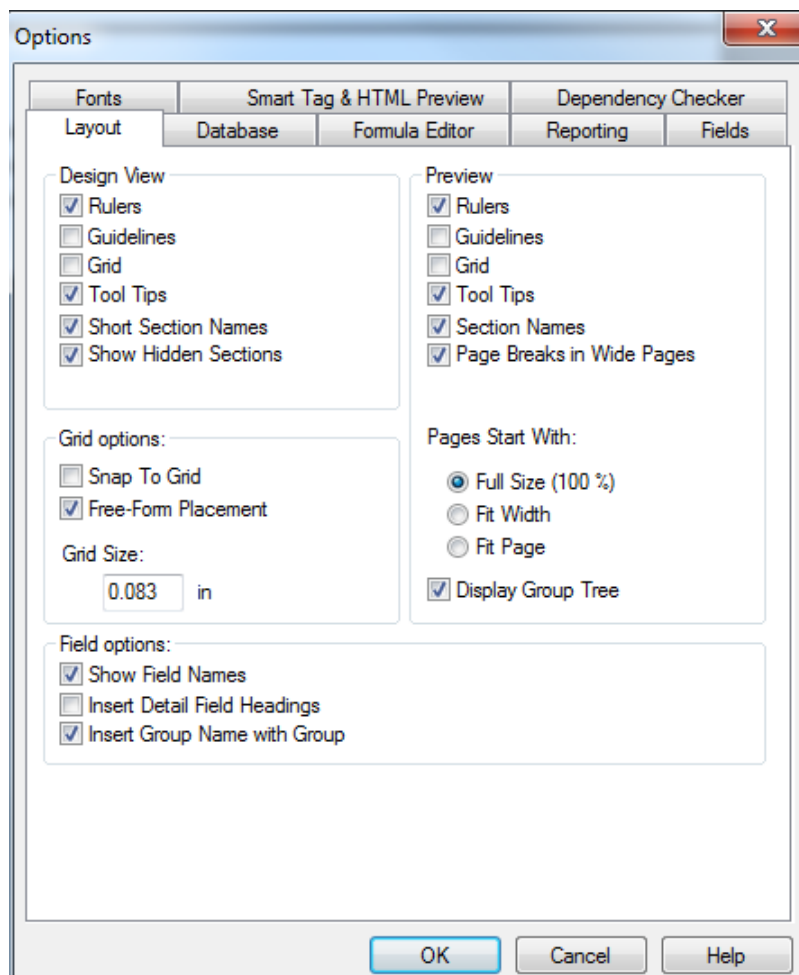 Options
Fonts Smart Tag & HTML Preview Dependency Checker
Layout Database Formula Editor Reporting Fields
Design View
Rulers
Guidelines
Grid
Tool Tips
Short Section Names
Show Hidden Sections
Preview
Rulers
Guidelines
Grid
Tool Tips
Section Names
Page Breaks in Wide Pages
Grid options:
Snap To Grid
Free-Form Placement
Grid Size:
0.083 in
Pages Start With:
Full Size (100 %)
Fit Width
Fit Page
Display Group Tree
Field options:
Show Field Names
Insert Detail Field Headings
Insert Group Name with Group
OK Cancel Help